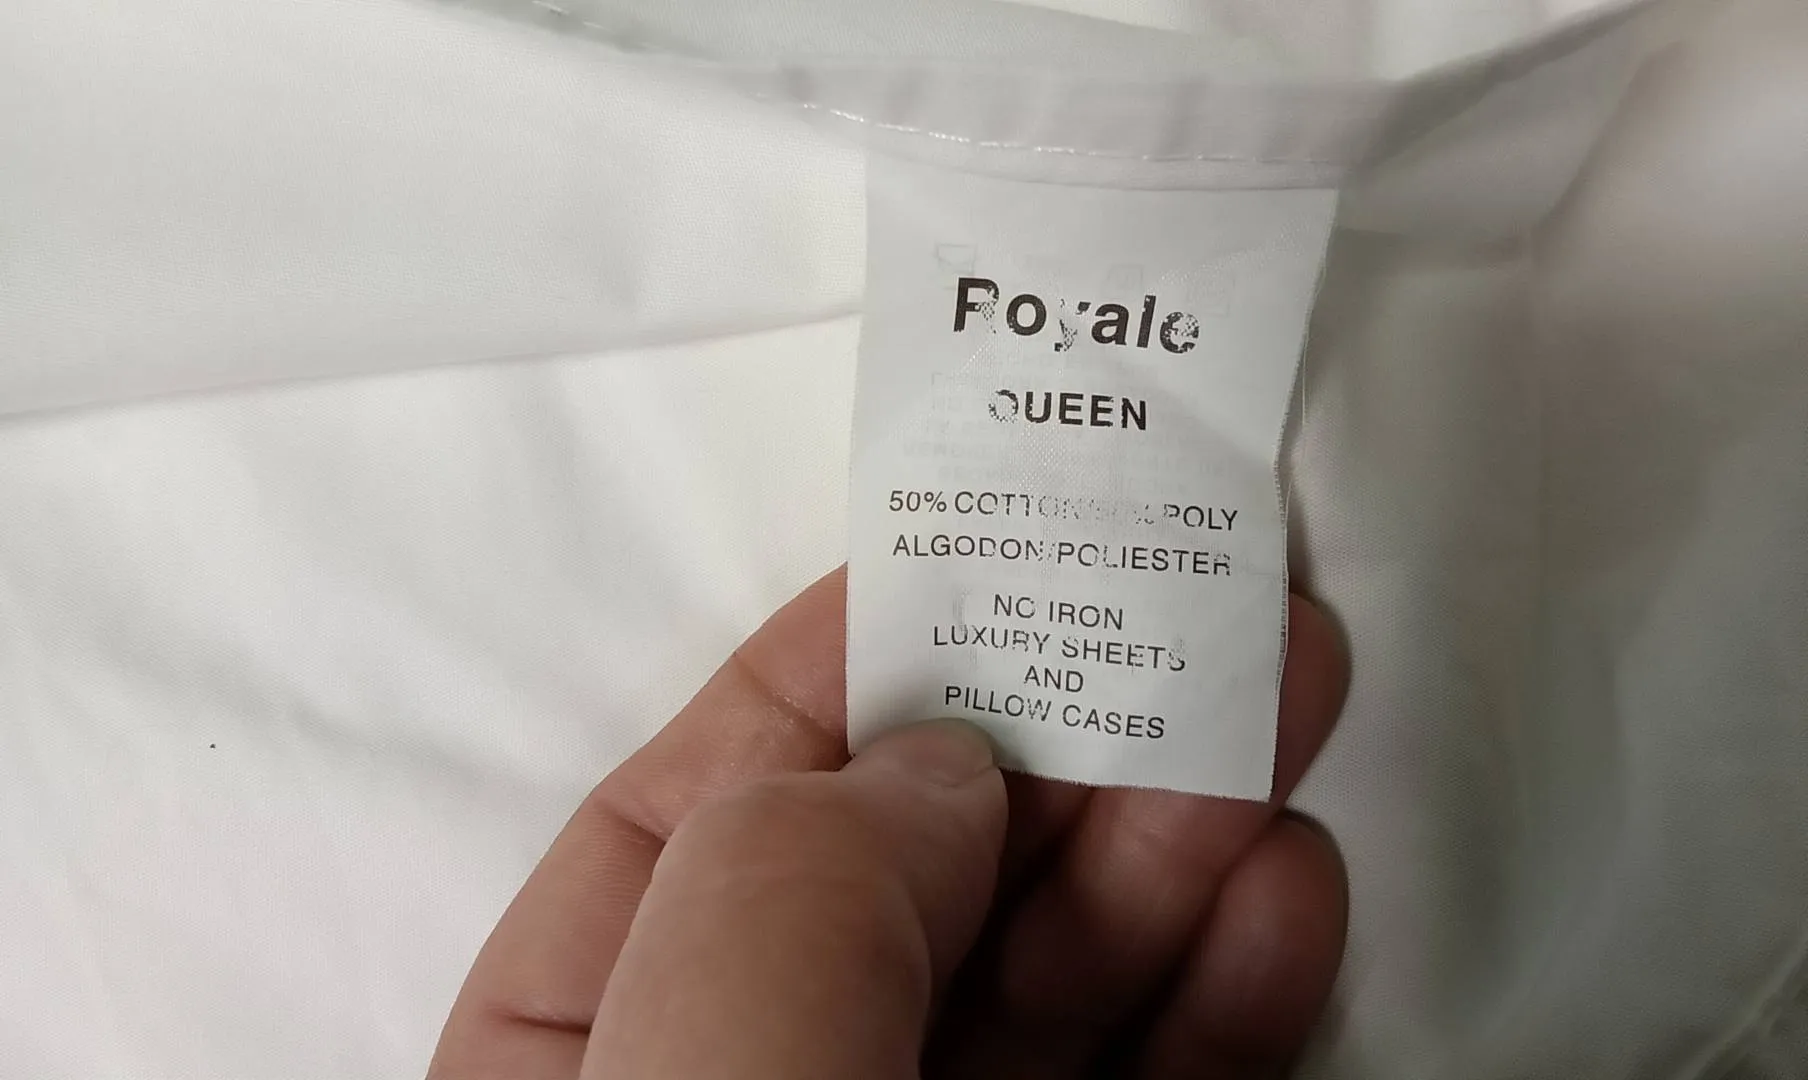 Royale
QUEEN
50% COTTON 50% POLY
ALGODON/POLIESTER
NO IRON
LUXURY SHEETS
AND
PILLOW CASES